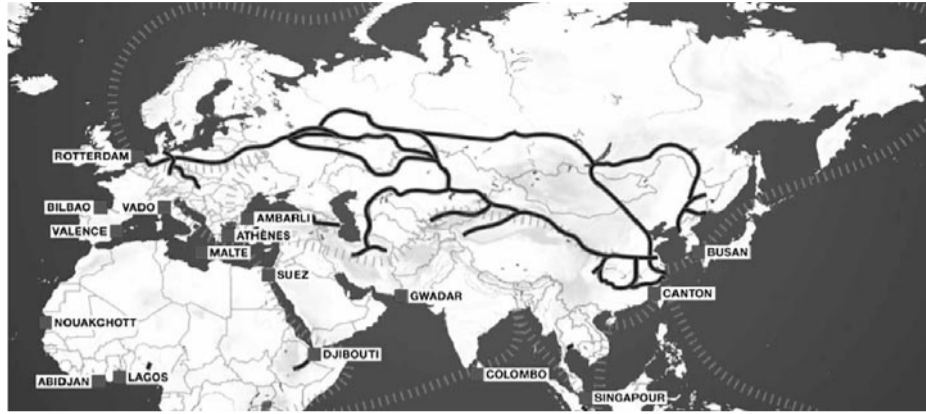 ROTTERDAM
BILBAO
VADO
AMBARLI
VALENCE
ATHÈNES
MALTE
BUSAN
SUEZ
GWADAR
CANTON
NOUAKCHOTT
DJIBOUTI
ABIDJAN
LAGOS
COLOMBO
SINGAPOUR